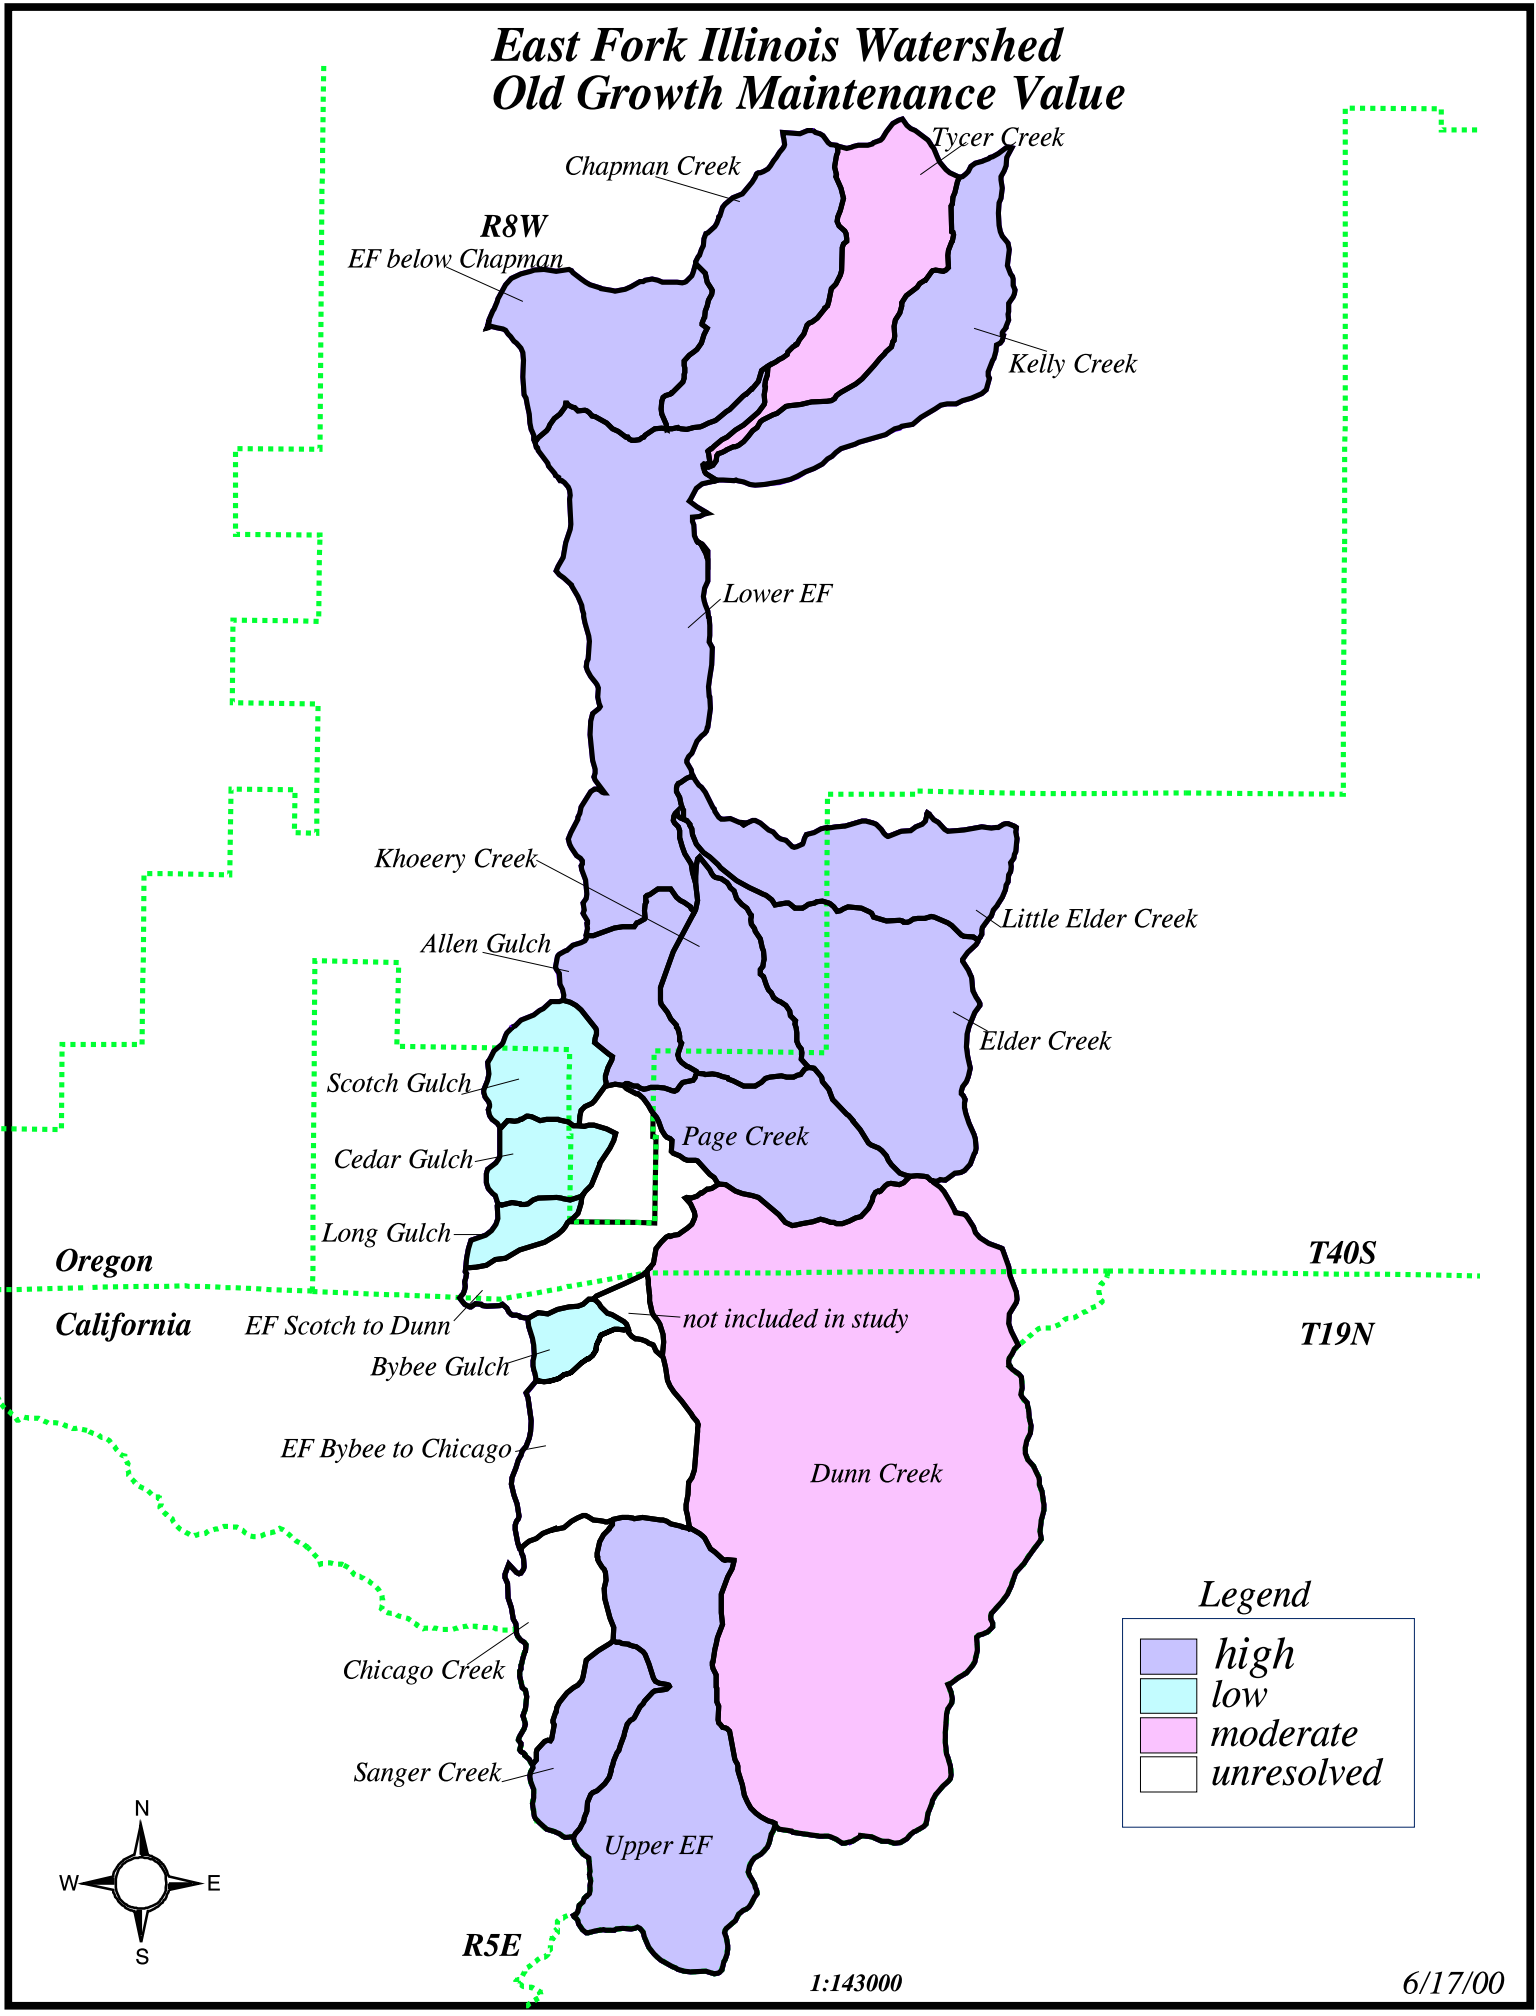 East Fork Illinois Watershed
Old Growth Maintenance Value
Tycer Creek
Chapman Creek
R8W
EF below Chapman
Kelly Creek
Lower EF
Khoeery Creek
Little Elder Creek
Allen Gulch
Elder Creek
Scotch Gulch
Page Creek
Cedar Gulch
Long Gulch
Oregon
T40S
California
EF Scotch to Dunn
not included in study
T19N
Bybee Gulch
EF Bybee to Chicago
Dunn Creek
Legend
high
low
moderate
unresolved
Chicago Creek
Sanger Creek
Upper EF
N
W
E
S
R5E
1:143000
6/17/00